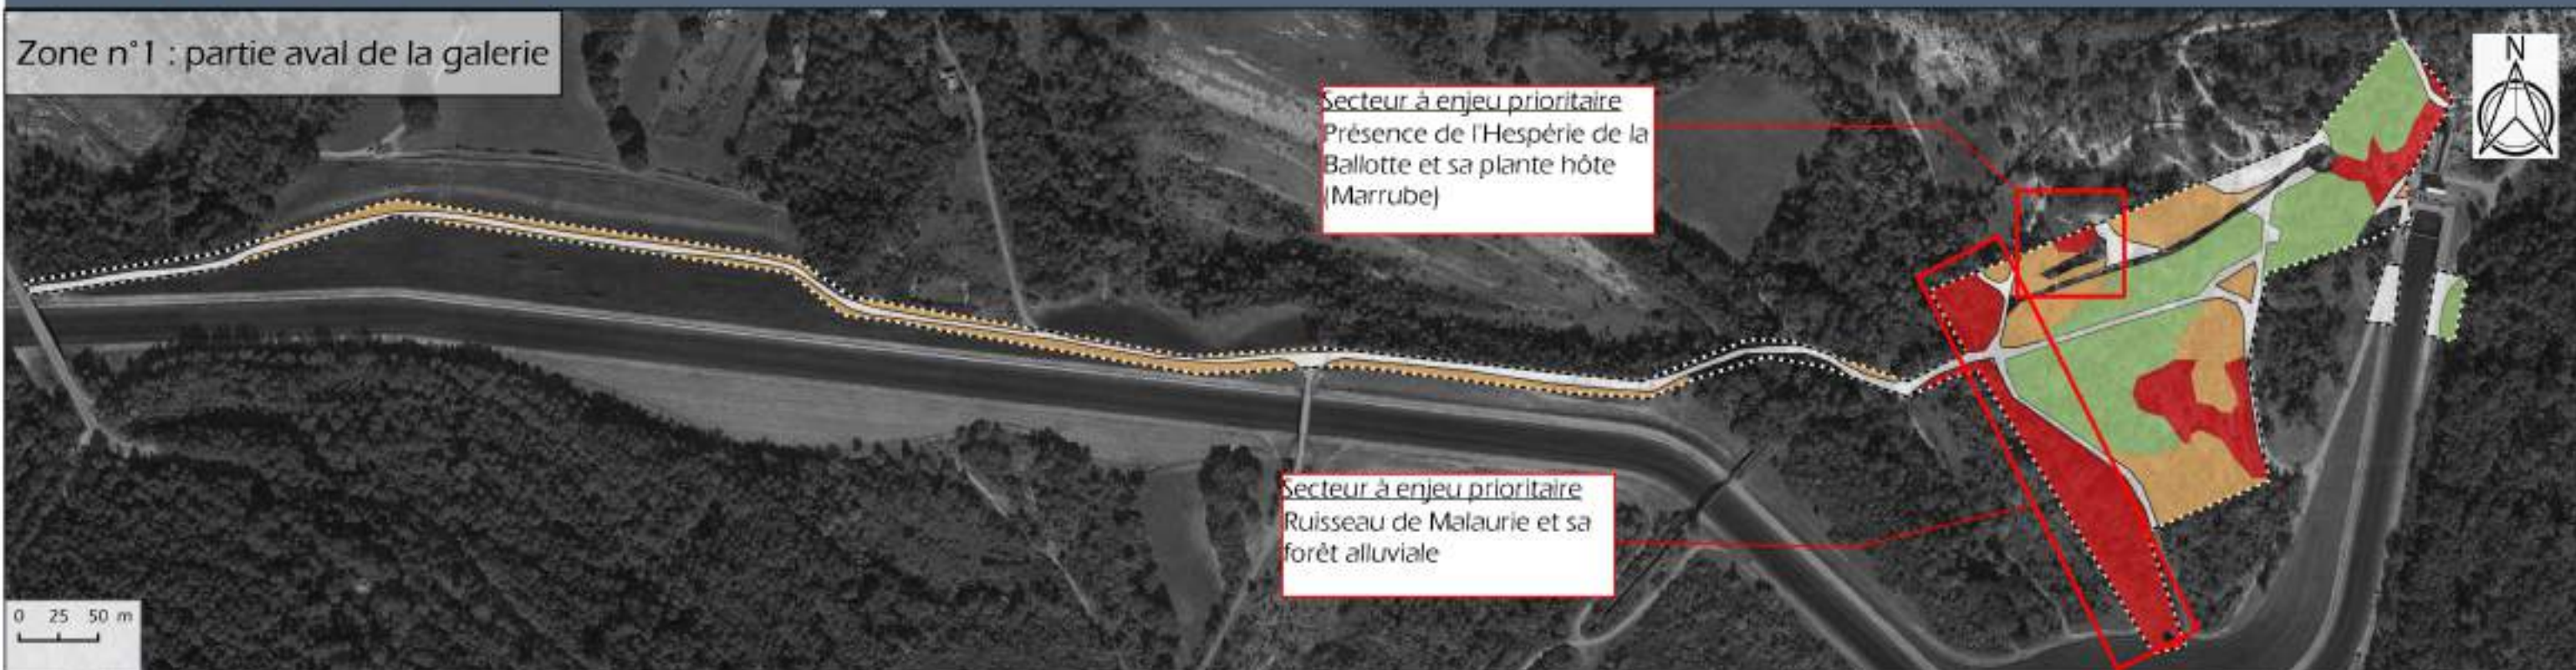 Zone n°1 : partie aval de la galerie
N
Secteur à enjeu prioritaire
Présence de l'Hespérie de la
Ballotte et sa plante hôte
(Marrube)
Secteur à enjeu prioritaire
Ruisseau de Malaurie et sa
forêt alluviale
0 25 50 m